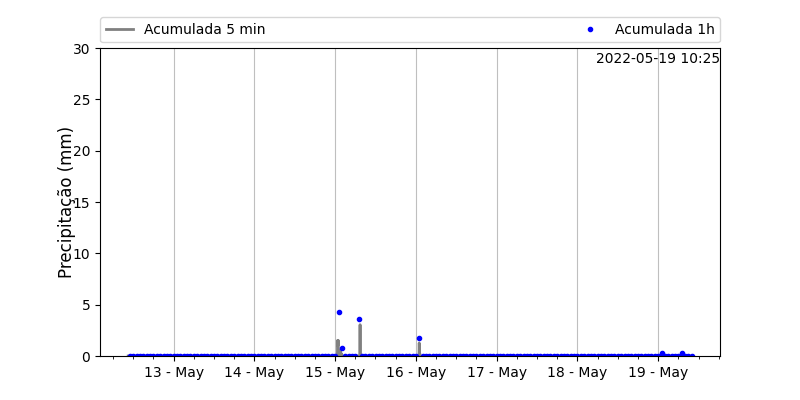 Acumulada 5 min
Acumulada 1h
2022-05-19 10:25
Precipitação (mm)
30
25
20
15
10
5
0
13 - May
14 - May
15 - May
16 - May
17 - May
18 - May
19 - May